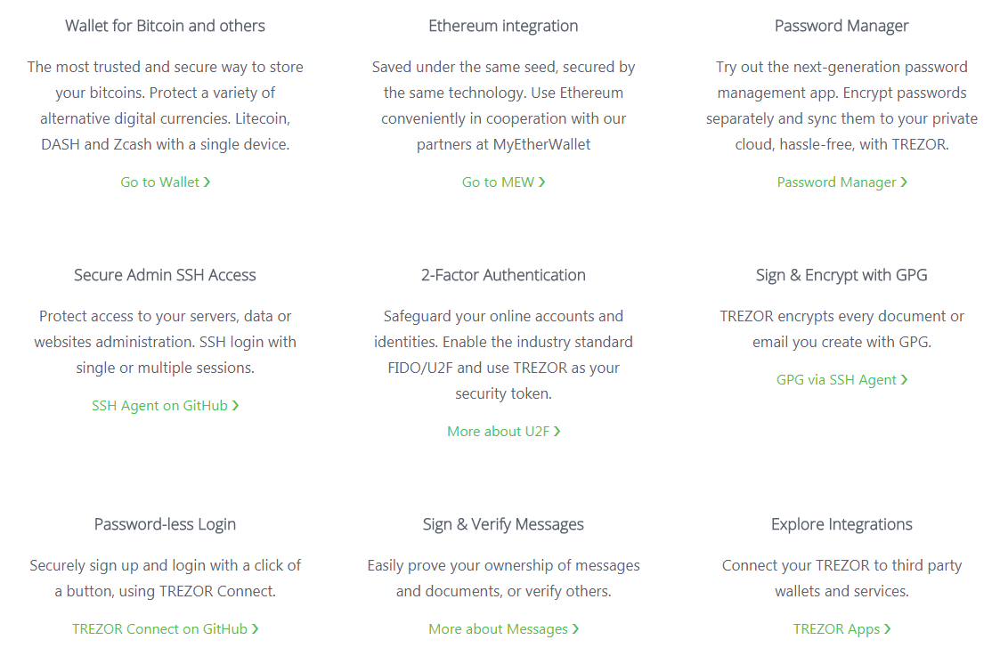 Wallet for Bitcoin and others
The most trusted and secure way to store
your bitcoins. Protect a variety of
alternative digital currencies. Litecoin,
DASH and Zcash with a single device.
Go to Wallet ❯
Ethereum integration
Saved under the same seed, secured by
the same technology. Use Ethereum
conveniently in cooperation with our
partners at MyEtherWallet
Go to MEW ❯
Password Manager
Try out the next-generation password
management app. Encrypt passwords
separately and sync them to your private
cloud, hassle-free, with TREZOR.
Password Manager ❯
Secure Admin SSH Access
Protect access to your servers, data or
websites administration. SSH login with
single or multiple sessions.
SSH Agent on GitHub ❯
2-Factor Authentication
Safeguard your online accounts and
identities. Enable the industry standard
FIDO/U2F and use TREZOR as your
security token.
More about U2F ❯
Sign & Encrypt with GPG
TREZOR encrypts every document or
email you create with GPG.
GPG via SSH Agent ❯
Password-less Login
Securely sign up and login with a click of
a button, using TREZOR Connect.
TREZOR Connect on GitHub ❯
Sign & Verify Messages
Easily prove your ownership of messages
and documents, or verify others.
More about Messages ❯
Explore Integrations
Connect your TREZOR to third party
wallets and services.
TREZOR Apps ❯